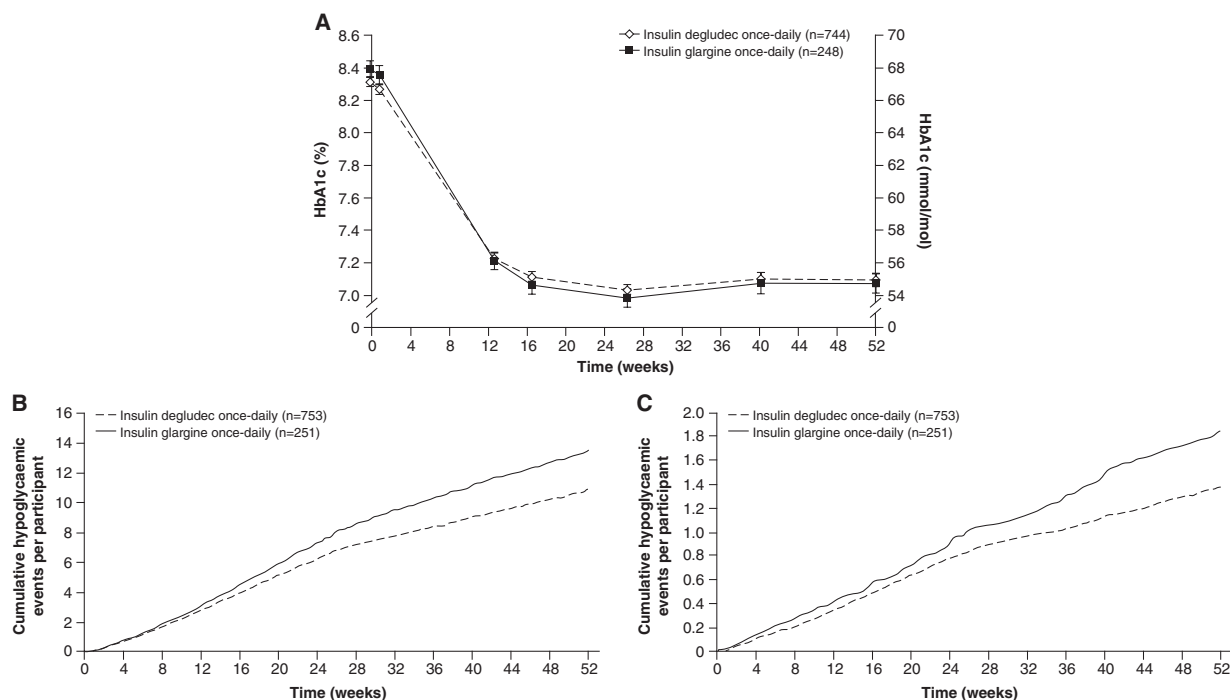 A
Insulin degludec once-daily (n=744)
Insulin glargine once-daily (n=248)
HbA1c (%)
8.6
8.4
8.2
8.0
7.8
7.6
7.4
7.2
7.0
0
HbA1c (mmol/mol)
70
68
66
64
62
60
58
56
54
0
0 4 8 12 16 20 24 28 32 36 40 44 48 52
Time (weeks)
B
Insulin degludec once-daily (n=753)
Insulin glargine once-daily (n=251)
Cumulative hypoglycaemic
events per participant
16
14
12
10
8
6
4
2
0
0 4 8 12 16 20 24 28 32 36 40 44 48 52
Time (weeks)
C
Insulin degludec once-daily (n=753)
Insulin glargine once-daily (n=251)
Cumulative hypoglycaemic
events per participant
2.0
1.8
1.6
1.4
1.2
1.0
0.8
0.6
0.4
0.2
0
0 4 8 12 16 20 24 28 32 36 40 44 48 52
Time (weeks)